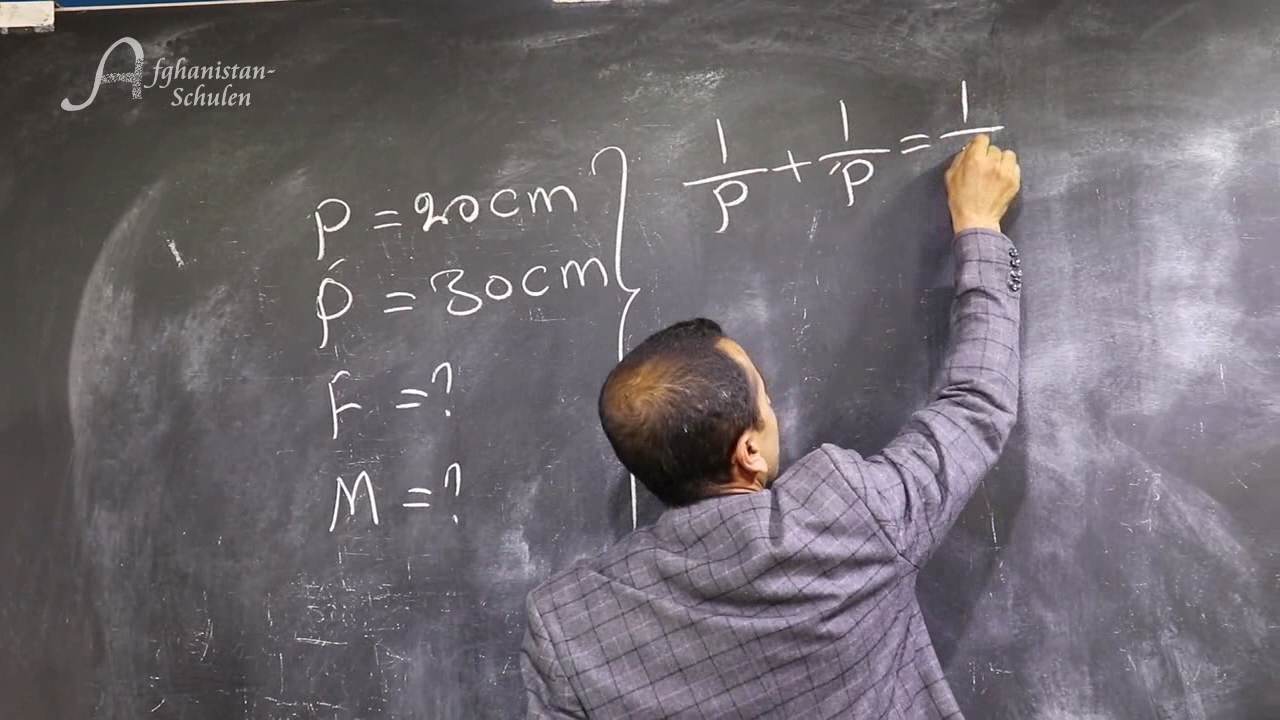 Afghanistan-
Schulen
P = 20cm
Ṕ = 30cm
F = ?
M = ?
1/P + 1/Ṕ = 1/